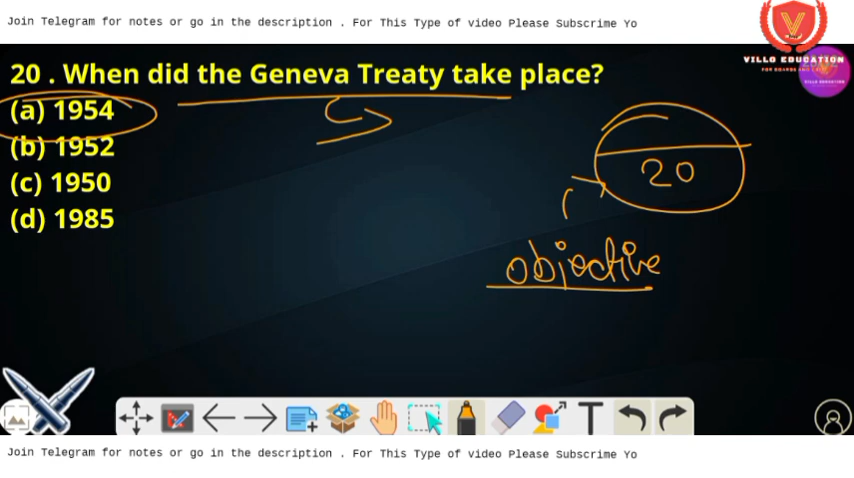 Join Telegram for notes or go in the description . For This Type of video Please Subscrime Yo
VILLO EDUCATION
20 . When did the Geneva Treaty take place?
(a) 1954
(b) 1952
(c) 1950
(d) 1985
20
objective
T
Join Telegram for notes or go in the description . For This Type of video Please Subscrime Yo